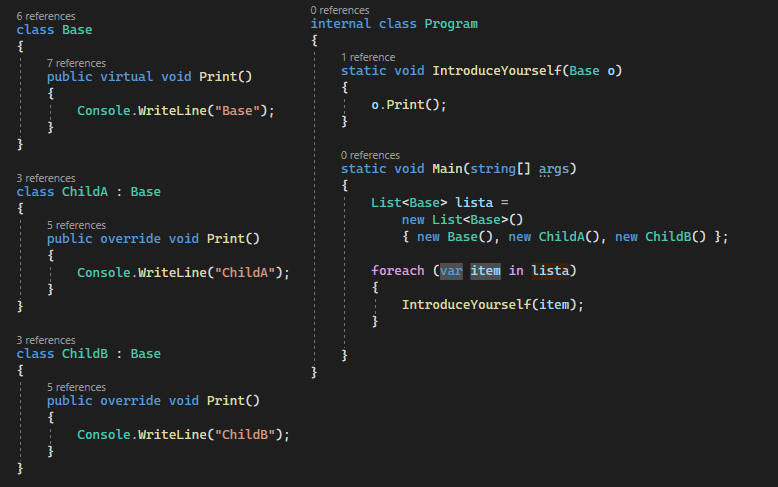 6 references
class Base
{
7 references
public virtual void Print()
{
Console.WriteLine("Base");
}
}
3 references
class ChildA : Base
{
5 references
public override void Print()
{
Console.WriteLine("ChildA");
}
}
3 references
class ChildB : Base
{
5 references
public override void Print()
{
Console.WriteLine("ChildB");
}
}
0 references
internal class Program
{
1 reference
static void IntroduceYourself(Base o)
{
o.Print();
}
0 references
static void Main(string[] args)
{
List<Base> lista =
new List<Base>()
{ new Base(), new ChildA(), new ChildB() };
foreach (var item in lista)
{
IntroduceYourself(item);
}
}
}